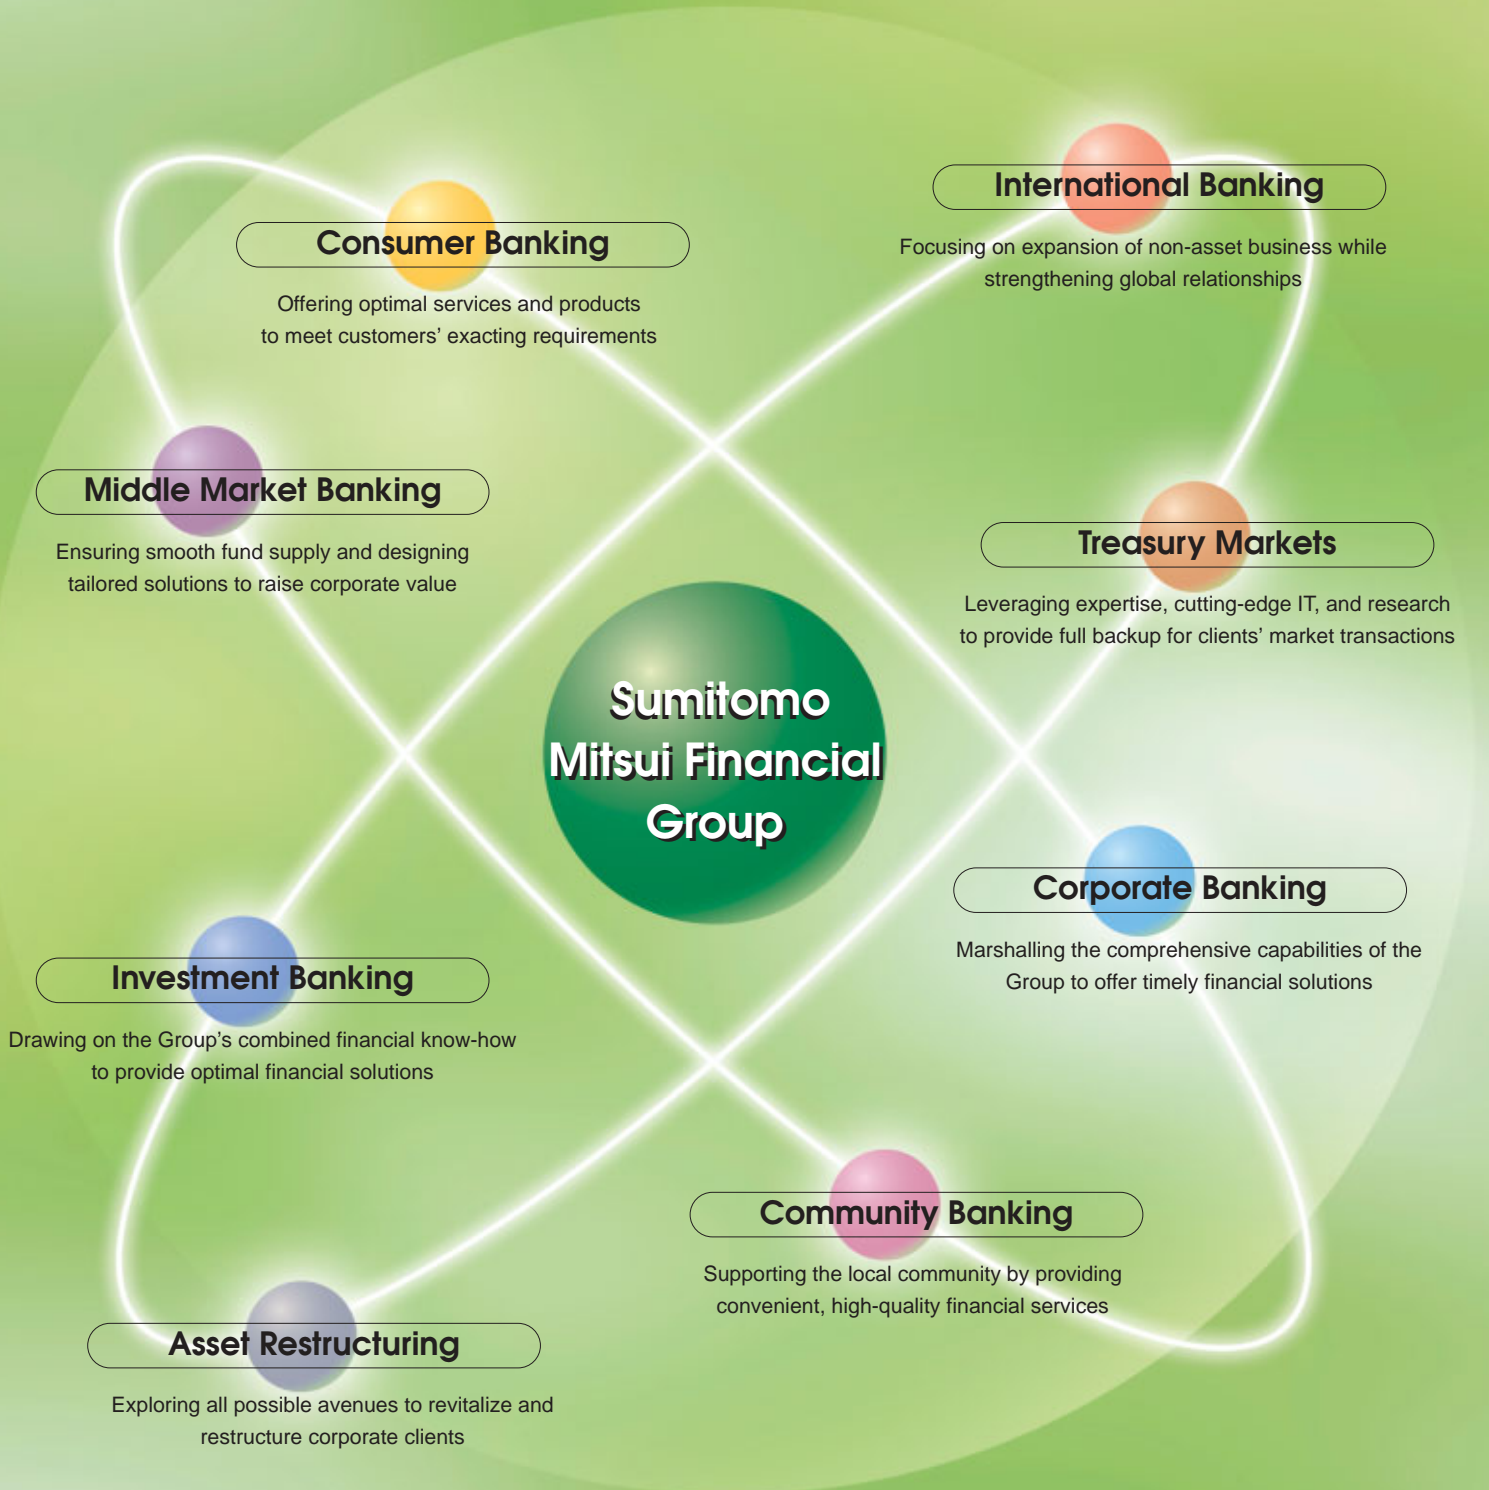 International Banking
Focusing on expansion of non-asset business while
strengthening global relationships
Consumer Banking
Offering optimal services and products
to meet customers’ exacting requirements
Middle Market Banking
Ensuring smooth fund supply and designing
tailored solutions to raise corporate value
Treasury Markets
Leveraging expertise, cutting-edge IT, and research
to provide full backup for clients’ market transactions
Sumitomo
Mitsui Financial
Group
Corporate Banking
Marshalling the comprehensive capabilities of the
Group to offer timely financial solutions
Investment Banking
Drawing on the Group’s combined financial know-how
to provide optimal financial solutions
Community Banking
Supporting the local community by providing
convenient, high-quality financial services
Asset Restructuring
Exploring all possible avenues to revitalize and
restructure corporate clients